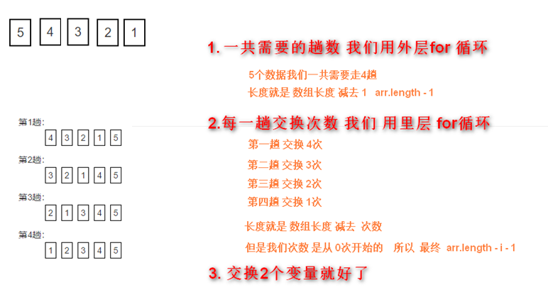 5 4 3 2 1
1. 一共需要的趟数 我们用外层for 循环
5个数据我们一共需要走4趟
长度就是 数组长度 减去 1 arr.length - 1
第1趟:
4 3 2 1 5
第2趟:
3 2 1 4 5
第3趟:
2 1 3 4 5
第4趟:
1 2 3 4 5
2.每一趟交换次数 我们 用里层 for循环
第一趟 交换 4次
第二趟 交换 3次
第三趟 交换 2次
第四趟 交换 1次
长度就是 数组长度 减去 次数
但是我们次数 是从 0次开始的 所以 最终 arr.length - i - 1
3. 交换2个变量就好了